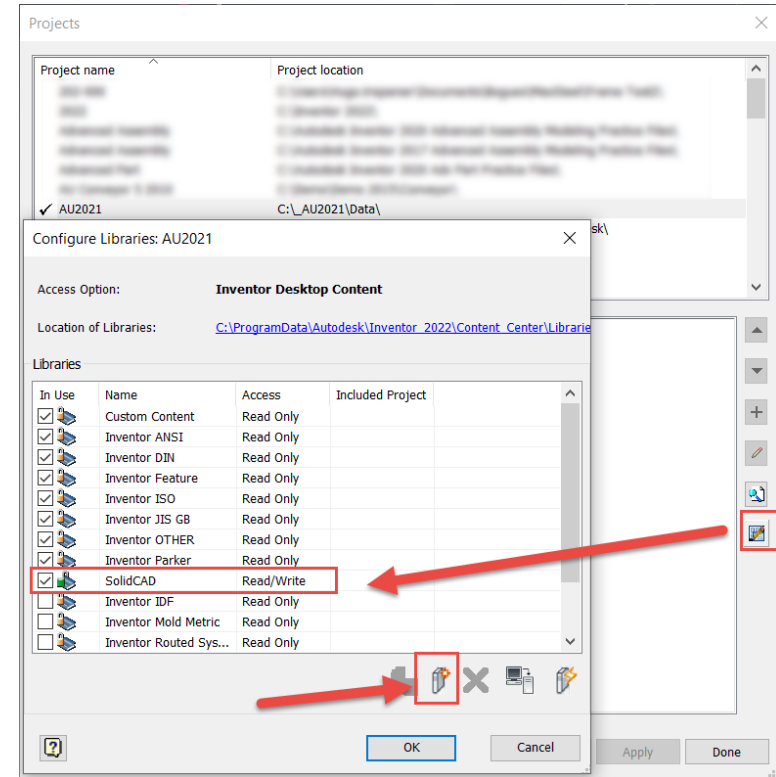 Projects
Project name Project location
AU2021 C:\_AU2021\Data\
sk\
Configure Libraries: AU2021
Access Option: Inventor Desktop Content
Location of Libraries: C:\ProgramData\Autodesk\Inventor_2022\Content_Center\Librarie
Libraries
In Use Name Access Included Project
Custom Content Read Only
Inventor ANSI Read Only
Inventor DIN Read Only
Inventor Feature Read Only
Inventor ISO Read Only
Inventor JIS GB Read Only
Inventor OTHER Read Only
Inventor Parker Read Only
SolidCAD Read/Write
Inventor IDF Read Only
Inventor Mold Metric Read Only
Inventor Routed Sys... Read Only
OK Cancel Apply Done